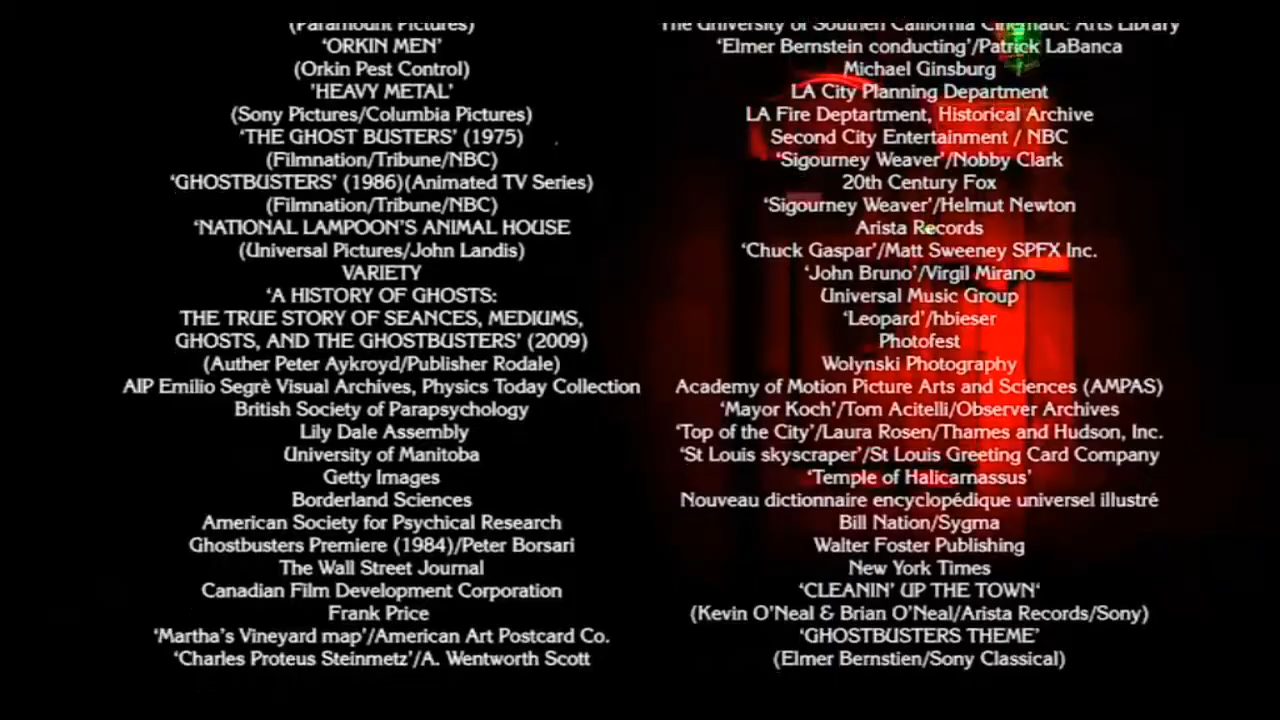 (Paramount Pictures)
'ORKIN MEN'
(Orkin Pest Control)
'HEAVY METAL'
(Sony Pictures/Columbia Pictures)
'THE GHOST BUSTERS' (1975)
(Filmnation/Tribune/NBC)
'GHOSTBUSTERS' (1986)(Animated TV Series)
(Filmnation/Tribune/NBC)
'NATIONAL LAMPOON'S ANIMAL HOUSE
(Universal Pictures/John Landis)
VARIETY
'A HISTORY OF GHOSTS:
THE TRUE STORY OF SEANCES, MEDIUMS,
GHOSTS, AND THE GHOSTBUSTERS' (2009)
(Auther Peter Aykroyd/Publisher Rodale)
AIP Emilio Segrè Visual Archives, Physics Today Collection
British Society of Parapsychology
Lily Dale Assembly
University of Manitoba
Getty Images
Borderland Sciences
American Society for Psychical Research
Ghostbusters Premiere (1984)/Peter Borsari
The Wall Street Journal
Canadian Film Development Corporation
Frank Price
'Martha's Vineyard map'/American Art Postcard Co.
'Charles Proteus Steinmetz'/A. Wentworth Scott
The University of Southen California Cinematic Arts Library
'Elmer Bernstein conducting'/Patrick LaBanca
Michael Ginsburg
LA City Planning Department
LA Fire Deptartment, Historical Archive
Second City Entertainment / NBC
'Sigourney Weaver'/Nobby Clark
20th Century Fox
'Sigourney Weaver'/Helmut Newton
Arista Records
'Chuck Gaspar'/Matt Sweeney SPFX Inc.
'John Bruno'/Virgil Mirano
Universal Music Group
'Leopard'/hbieser
Photofest
Wolynski Photography
Academy of Motion Picture Arts and Sciences (AMPAS)
'Mayor Koch'/Tom Acitelli/Observer Archives
'Top of the City'/Laura Rosen/Thames and Hudson, Inc.
'St Louis skyscraper'/St Louis Greeting Card Company
'Temple of Halicarnassus'
Nouveau dictionnaire encyclopédique universel illustré
Bill Nation/Sygma
Walter Foster Publishing
New York Times
'CLEANIN' UP THE TOWN'
(Kevin O'Neal & Brian O'Neal/Arista Records/Sony)
'GHOSTBUSTERS THEME'
(Elmer Bernstien/Sony Classical)